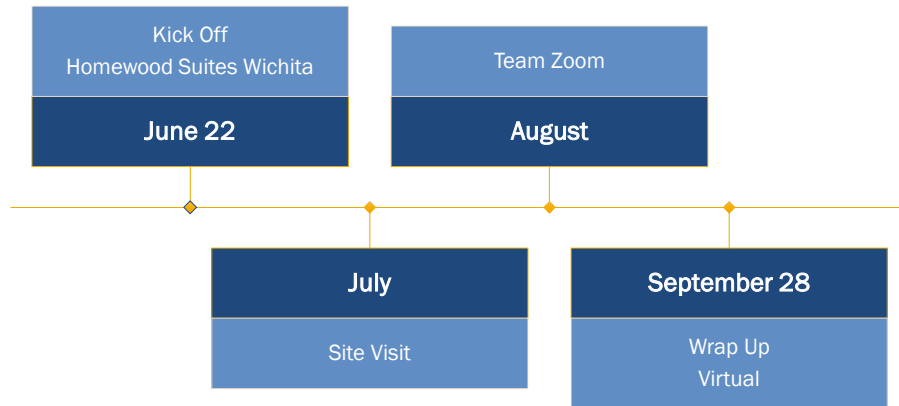 Kick Off
Homewood Suites Wichita
June 22
July
Site Visit
Team Zoom
August
September 28
Wrap Up
Virtual